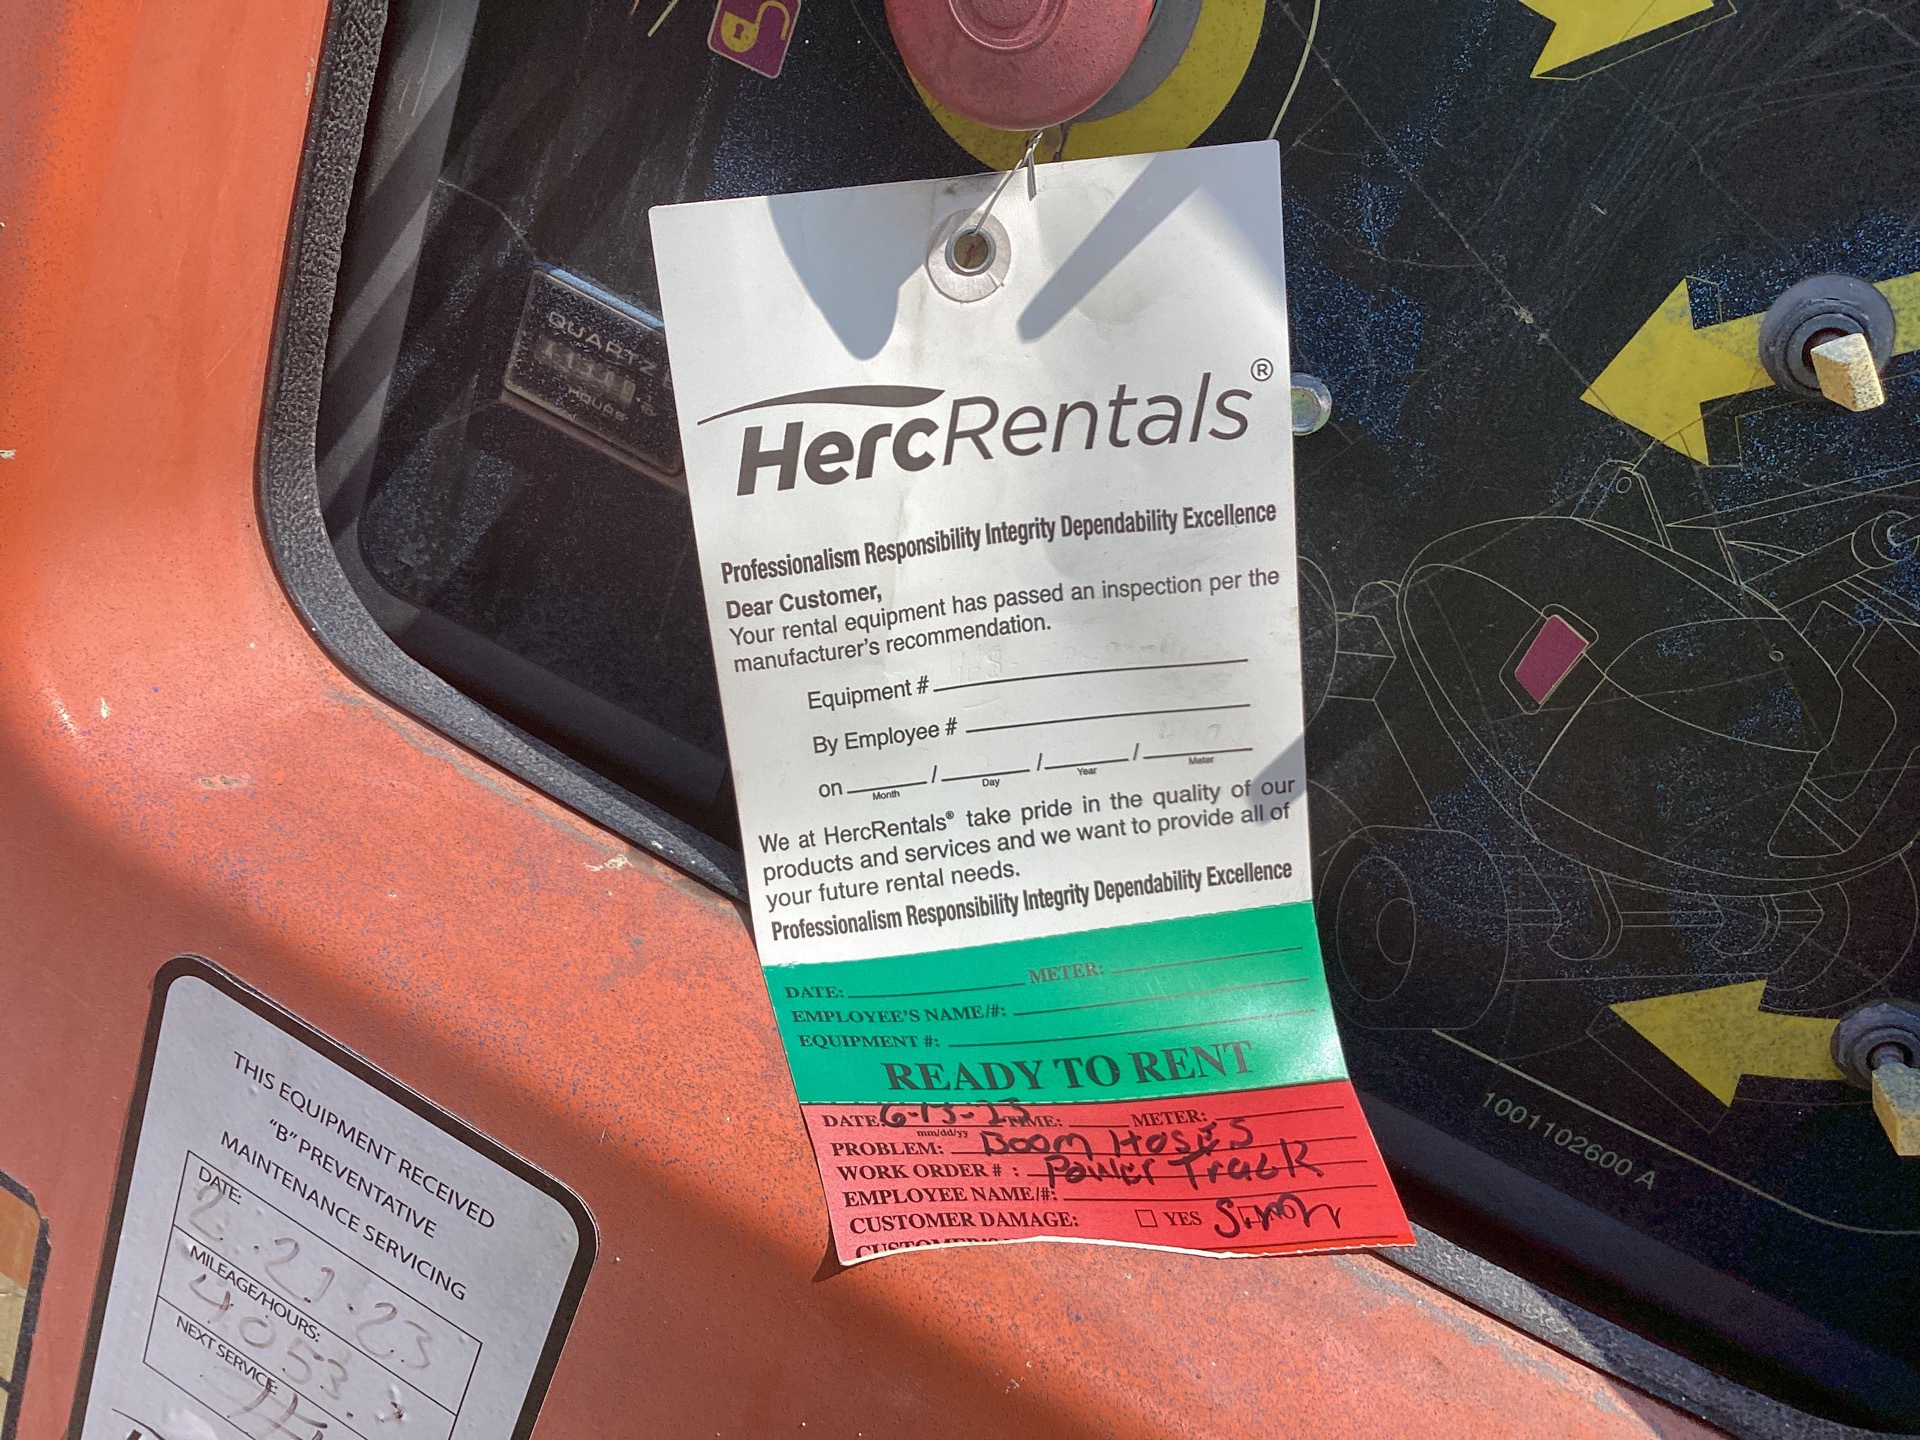 QUARTZ
HOURS
HercRentals®
Professionalism Responsibility Integrity Dependability Excellence
Dear Customer,
Your rental equipment has passed an inspection per the
manufacturer's recommendation.
Equipment #
By Employee #
on / / /
Month Day Year Meter
We at HercRentals® take pride in the quality of our
products and services and we want to provide all of
your future rental needs.
Professionalism Responsibility Integrity Dependability Excellence
DATE: METER:
EMPLOYEE'S NAME/#:
EQUIPMENT #:
READY TO RENT
DATE: 6-13-23 TIME: METER:
mm/dd/yy
PROBLEM: Boom Hoses
WORK ORDER # : Power Track
EMPLOYEE NAME/#:
CUSTOMER DAMAGE: YES NO
CUSTOMER'S
1001102600 A
THIS EQUIPMENT RECEIVED
"B" PREVENTATIVE
MAINTENANCE SERVICING
DATE:
2.21.23
MILEAGE/HOURS:
4053.
NEXT SERVICE: